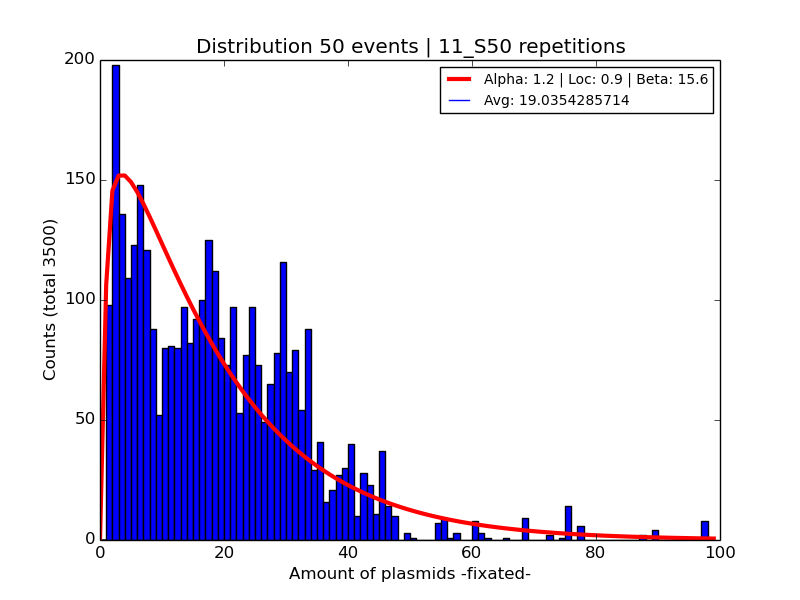 Distribution 50 events | 11_S50 repetitions
Alpha: 1.2 | Loc: 0.9 | Beta: 15.6
Avg: 19.0354285714
200
150
100
50
0
Counts (total 3500)
0 20 40 60 80 100
Amount of plasmids -fixated-